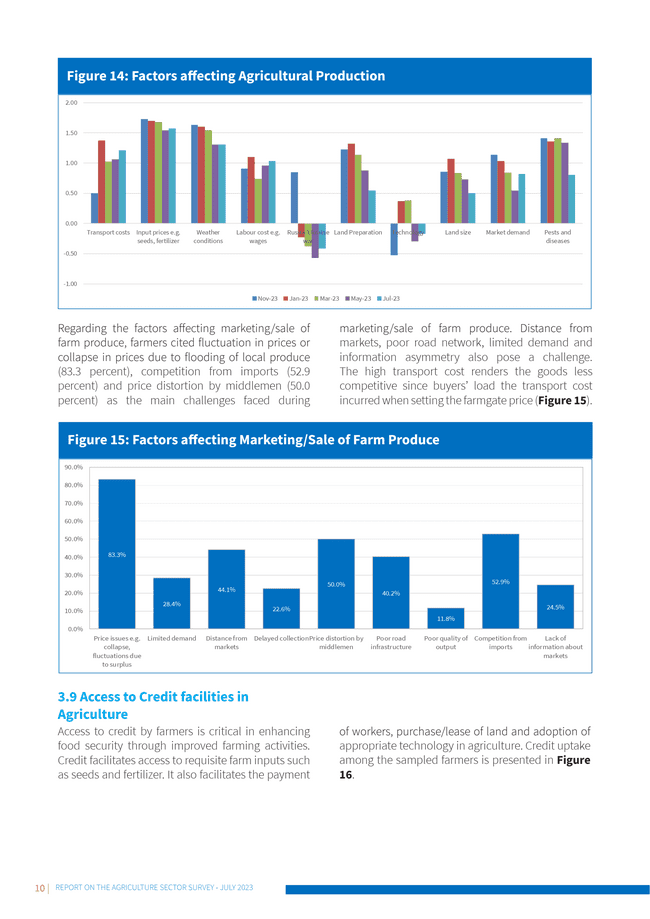 Figure 14: Factors affecting Agricultural Production
2.00
1.50
1.00
0.50
0.00
-0.50
-1.00
Transport costs
Input prices e.g.
seeds, fertilizer
Weather
conditions
Labour cost e.g.
wages
Land Preparation
Land size
Market demand
Pests and
diseases
Nov-23
Jan-23
Mar-23
May-23
Jul-23
Regarding the factors affecting marketing/sale of
farm produce, farmers cited fluctuation in prices or
collapse in prices due to flooding of local produce
(83.3 percent), competition from imports (52.9
percent) and price distortion by middlemen (50.0
percent) as the main challenges faced during
marketing/sale of farm produce. Distance from
markets, poor road network, limited demand and
information asymmetry also pose a challenge.
The high transport cost renders the goods less
competitive since buyers’ load the transport cost
incurred when setting the farmgate price (Figure 15).
Figure 15: Factors affecting Marketing/Sale of Farm Produce
90.0%
80.0%
70.0%
60.0%
50.0%
40.0%
30.0%
20.0%
10.0%
0.0%
83.3%
28.4%
44.1%
22.6%
50.0%
40.2%
11.8%
52.9%
24.5%
Price issues e.g.
collapse,
fluctuations due
to surplus
Limited demand
Distance from
markets
Delayed collection
Price distortion by
middlemen
Poor road
infrastructure
Poor quality of
output
Competition from
imports
Lack of
information about
markets
3.9 Access to Credit facilities in
Agriculture
Access to credit by farmers is critical in enhancing
food security through improved farming activities.
Credit facilitates access to requisite farm inputs such
as seeds and fertilizer. It also facilitates the payment
of workers, purchase/lease of land and adoption of
appropriate technology in agriculture. Credit uptake
among the sampled farmers is presented in Figure
16.
10 | REPORT ON THE AGRICULTURE SECTOR SURVEY - JULY 2023